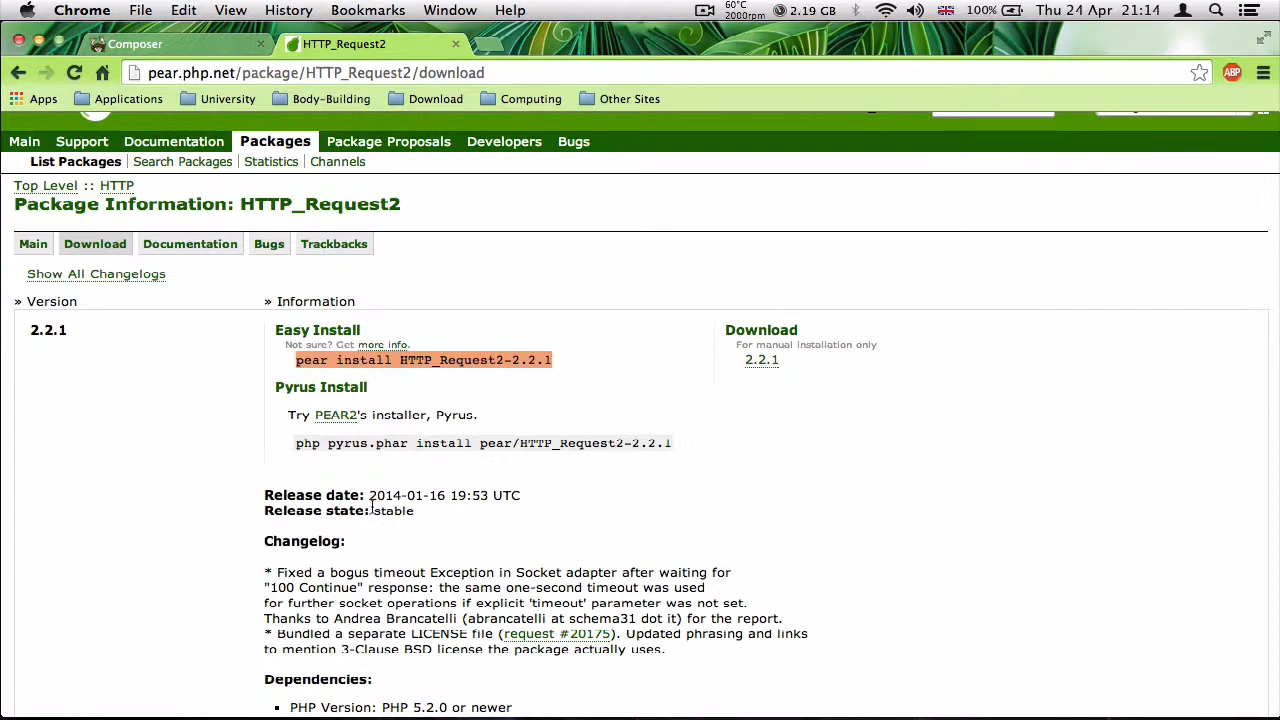 Chrome File Edit View History Bookmarks Window Help 60°C 2000rpm 2.19 GB 100% Thu 24 Apr 21:14
Composer × HTTP_Request2 ×
pear.php.net/package/HTTP_Request2/download ABP
Apps Applications University Body-Building Download Computing Other Sites
Main Support Documentation Packages Package Proposals Developers Bugs
List Packages Search Packages Statistics Channels
Top Level :: HTTP
Package Information: HTTP_Request2
Main Download Documentation Bugs Trackbacks
Show All Changelogs
» Version » Information
2.2.1 Easy Install Download
Not sure? Get more info. For manual installation only
pear install HTTP_Request2-2.2.1 2.2.1
Pyrus Install
Try PEAR2's installer, Pyrus.
php pyrus.phar install pear/HTTP_Request2-2.2.1
Release date: 2014-01-16 19:53 UTC
Release state: stable
Changelog:
* Fixed a bogus timeout Exception in Socket adapter after waiting for
"100 Continue" response: the same one-second timeout was used
for further socket operations if explicit 'timeout' parameter was not set.
Thanks to Andrea Brancatelli (abrancatelli at schema31 dot it) for the report.
* Bundled a separate LICENSE file (request #20175). Updated phrasing and links
to mention 3-Clause BSD license the package actually uses.
Dependencies:
▪ PHP Version: PHP 5.2.0 or newer